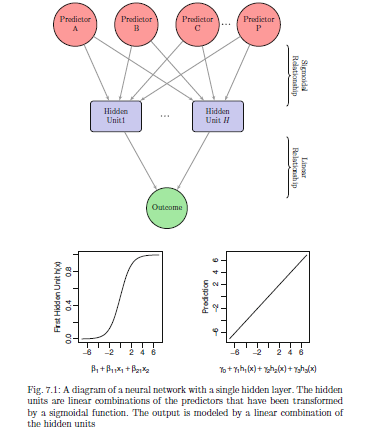 Predictor A
Predictor B
Predictor C
...
Predictor P
Sigmoidal Relationship
Hidden Unit1
...
Hidden Unit H
Linear Relationship
Outcome
First Hidden Unit h(x)
0.0 0.4 0.8
-6 -2 2 4 6
β₁ + β₁₁x₁ + β₂₁x₂
Prediction
-6 -2 2 4 6
-6 -2 2 4 6
γ₀ + γ₁h₁(x) + γ₂h₂(x) + γ₃h₃(x)
Fig. 7.1: A diagram of a neural network with a single hidden layer. The hidden
units are linear combinations of the predictors that have been transformed
by a sigmoidal function. The output is modeled by a linear combination of
the hidden units